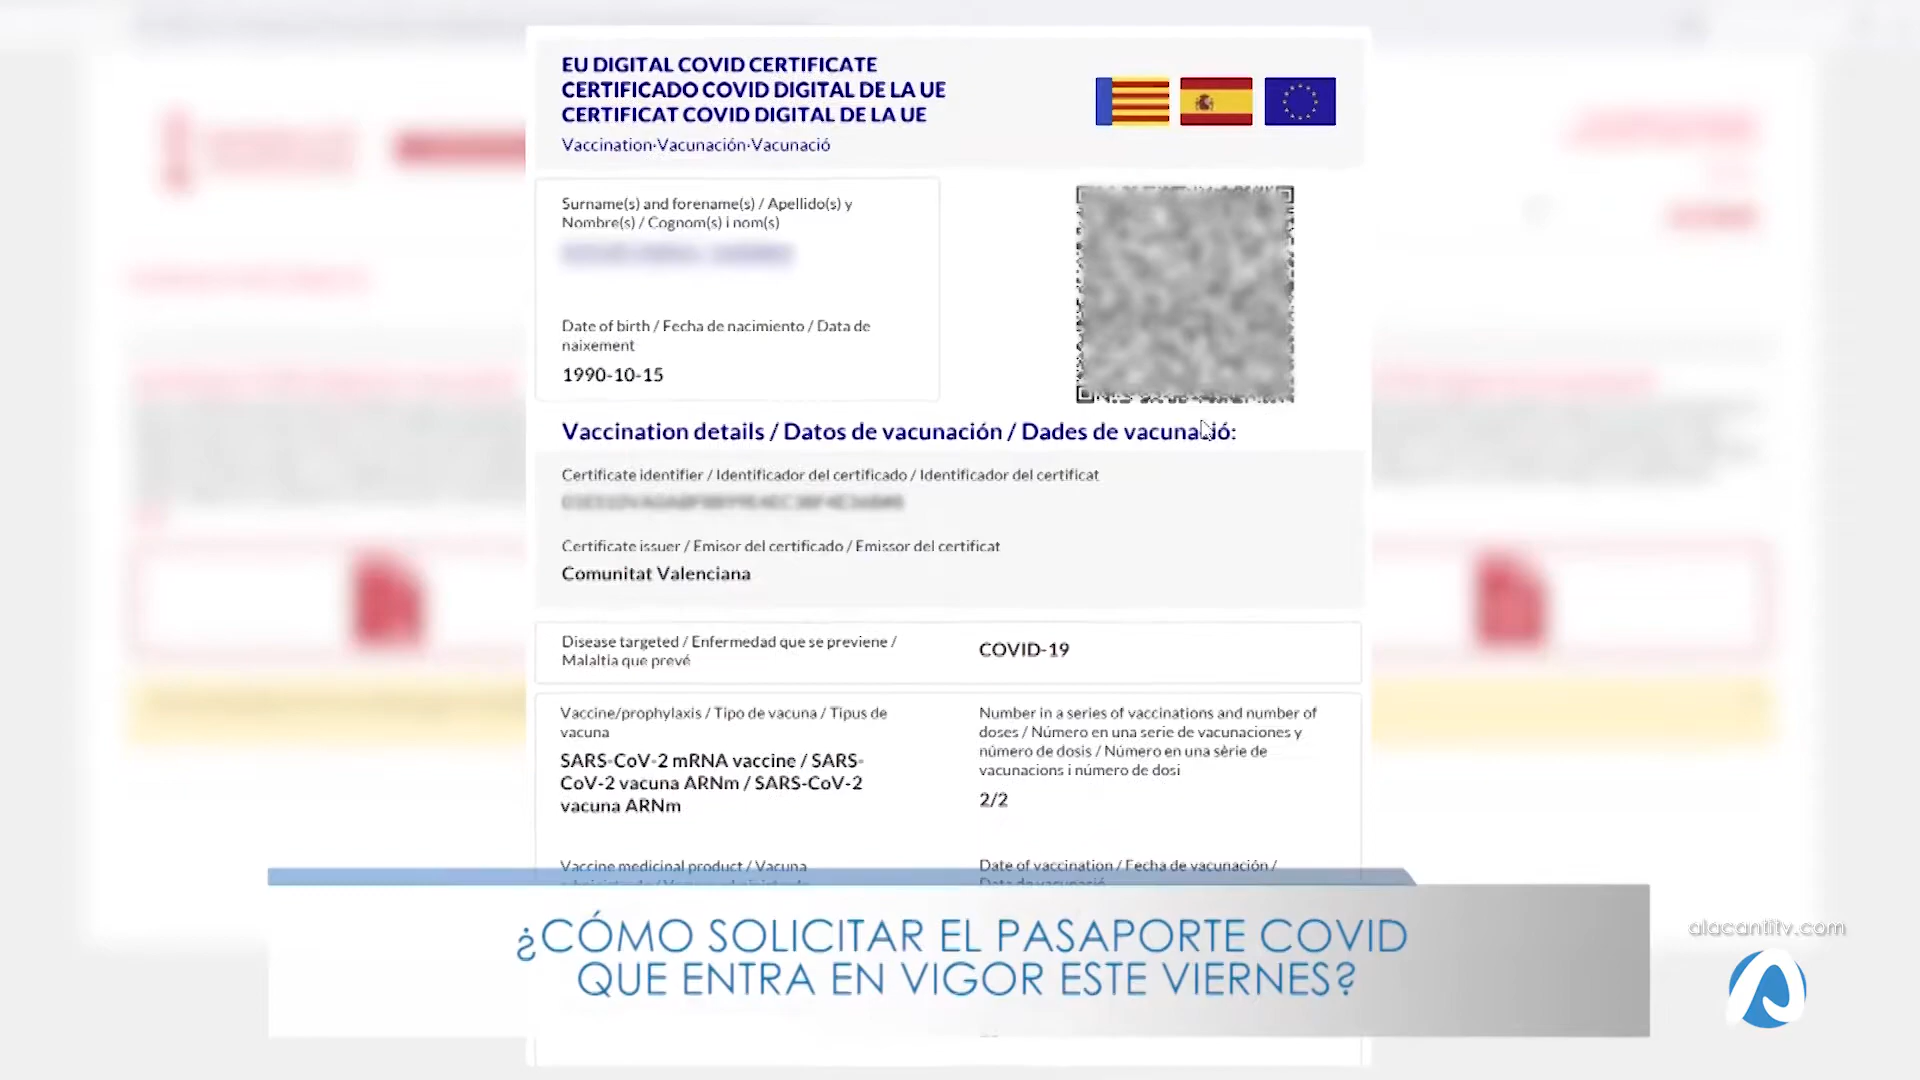 EU DIGITAL COVID CERTIFICATE
CERTIFICADO COVID DIGITAL DE LA UE
CERTIFICAT COVID DIGITAL DE LA UE
Vaccination·Vacunación·Vacunació
Surname(s) and forename(s) / Apellido(s) y
Nombre(s) / Cognom(s) i nom(s)
Date of birth / Fecha de nacimiento / Data de
naixement
1990-10-15
Vaccination details / Datos de vacunación / Dades de vacunació:
Certificate identifier / Identificador del certificado / Identificador del certificat
Certificate issuer / Emisor del certificado / Emissor del certificat
Comunitat Valenciana
Disease targeted / Enfermedad que se previene /
Malaltia que prevé
COVID-19
Vaccine/prophylaxis / Tipo de vacuna / Tipus de
vacuna
SARS-CoV-2 mRNA vaccine / SARS-
CoV-2 vacuna ARNm / SARS-CoV-2
vacuna ARNm
Number in a series of vaccinations and number of
doses / Número en una serie de vacunaciones y
número de dosis / Número en una sèrie de
vacunacions i número de dosi
2/2
Vaccine medicinal product / Vacuna
Date of vaccination / Fecha de vacunación /
¿CÓMO SOLICITAR EL PASAPORTE COVID
QUE ENTRA EN VIGOR ESTE VIERNES?
alacantitv.com